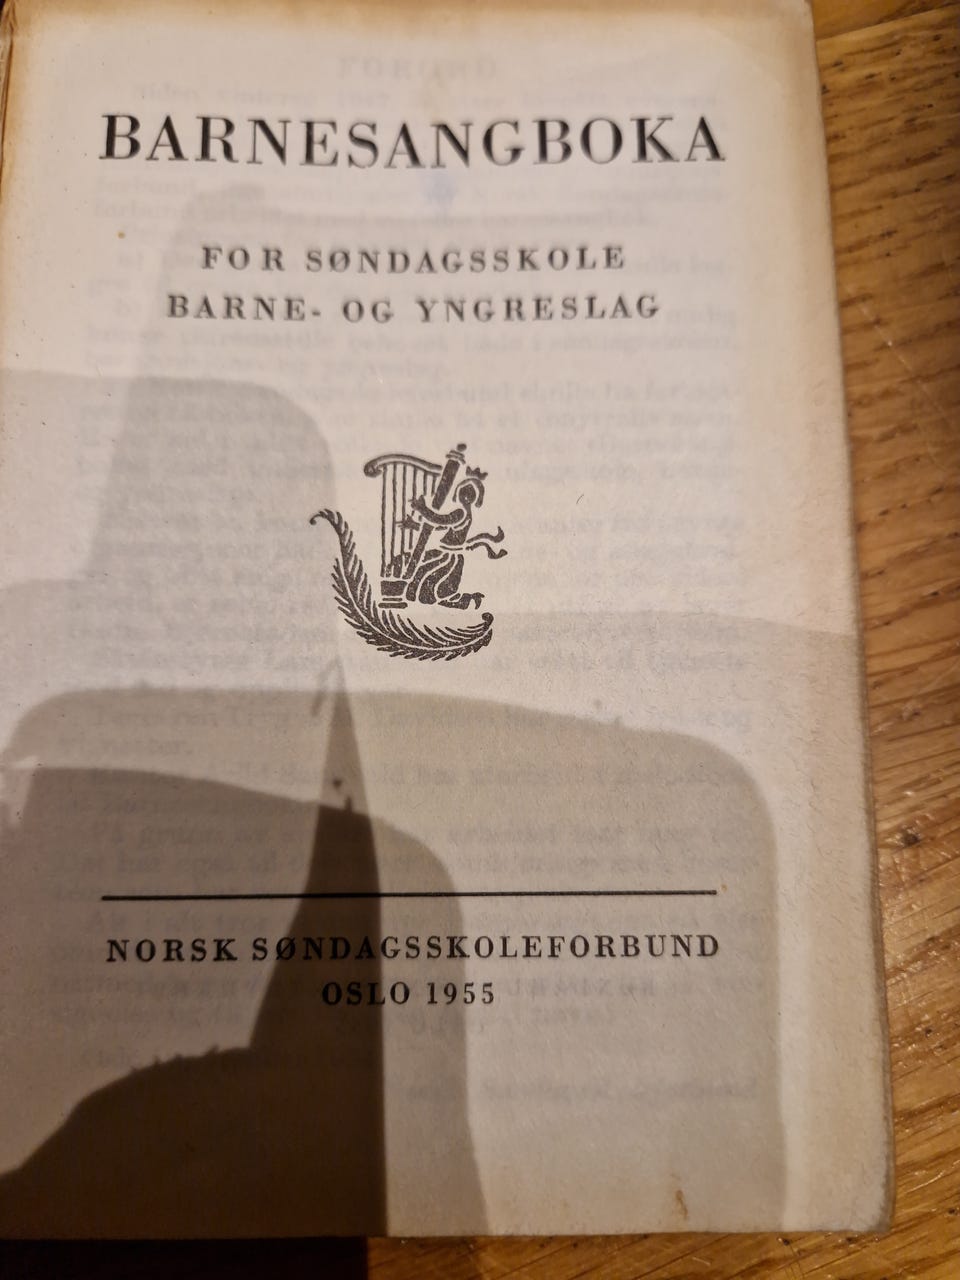 BARNESANGBOKA
FOR SØNDAGSSKOLE
BARNE- OG YNGRESLAG
NORSK SØNDAGSSKOLEFORBUND
OSLO 1955